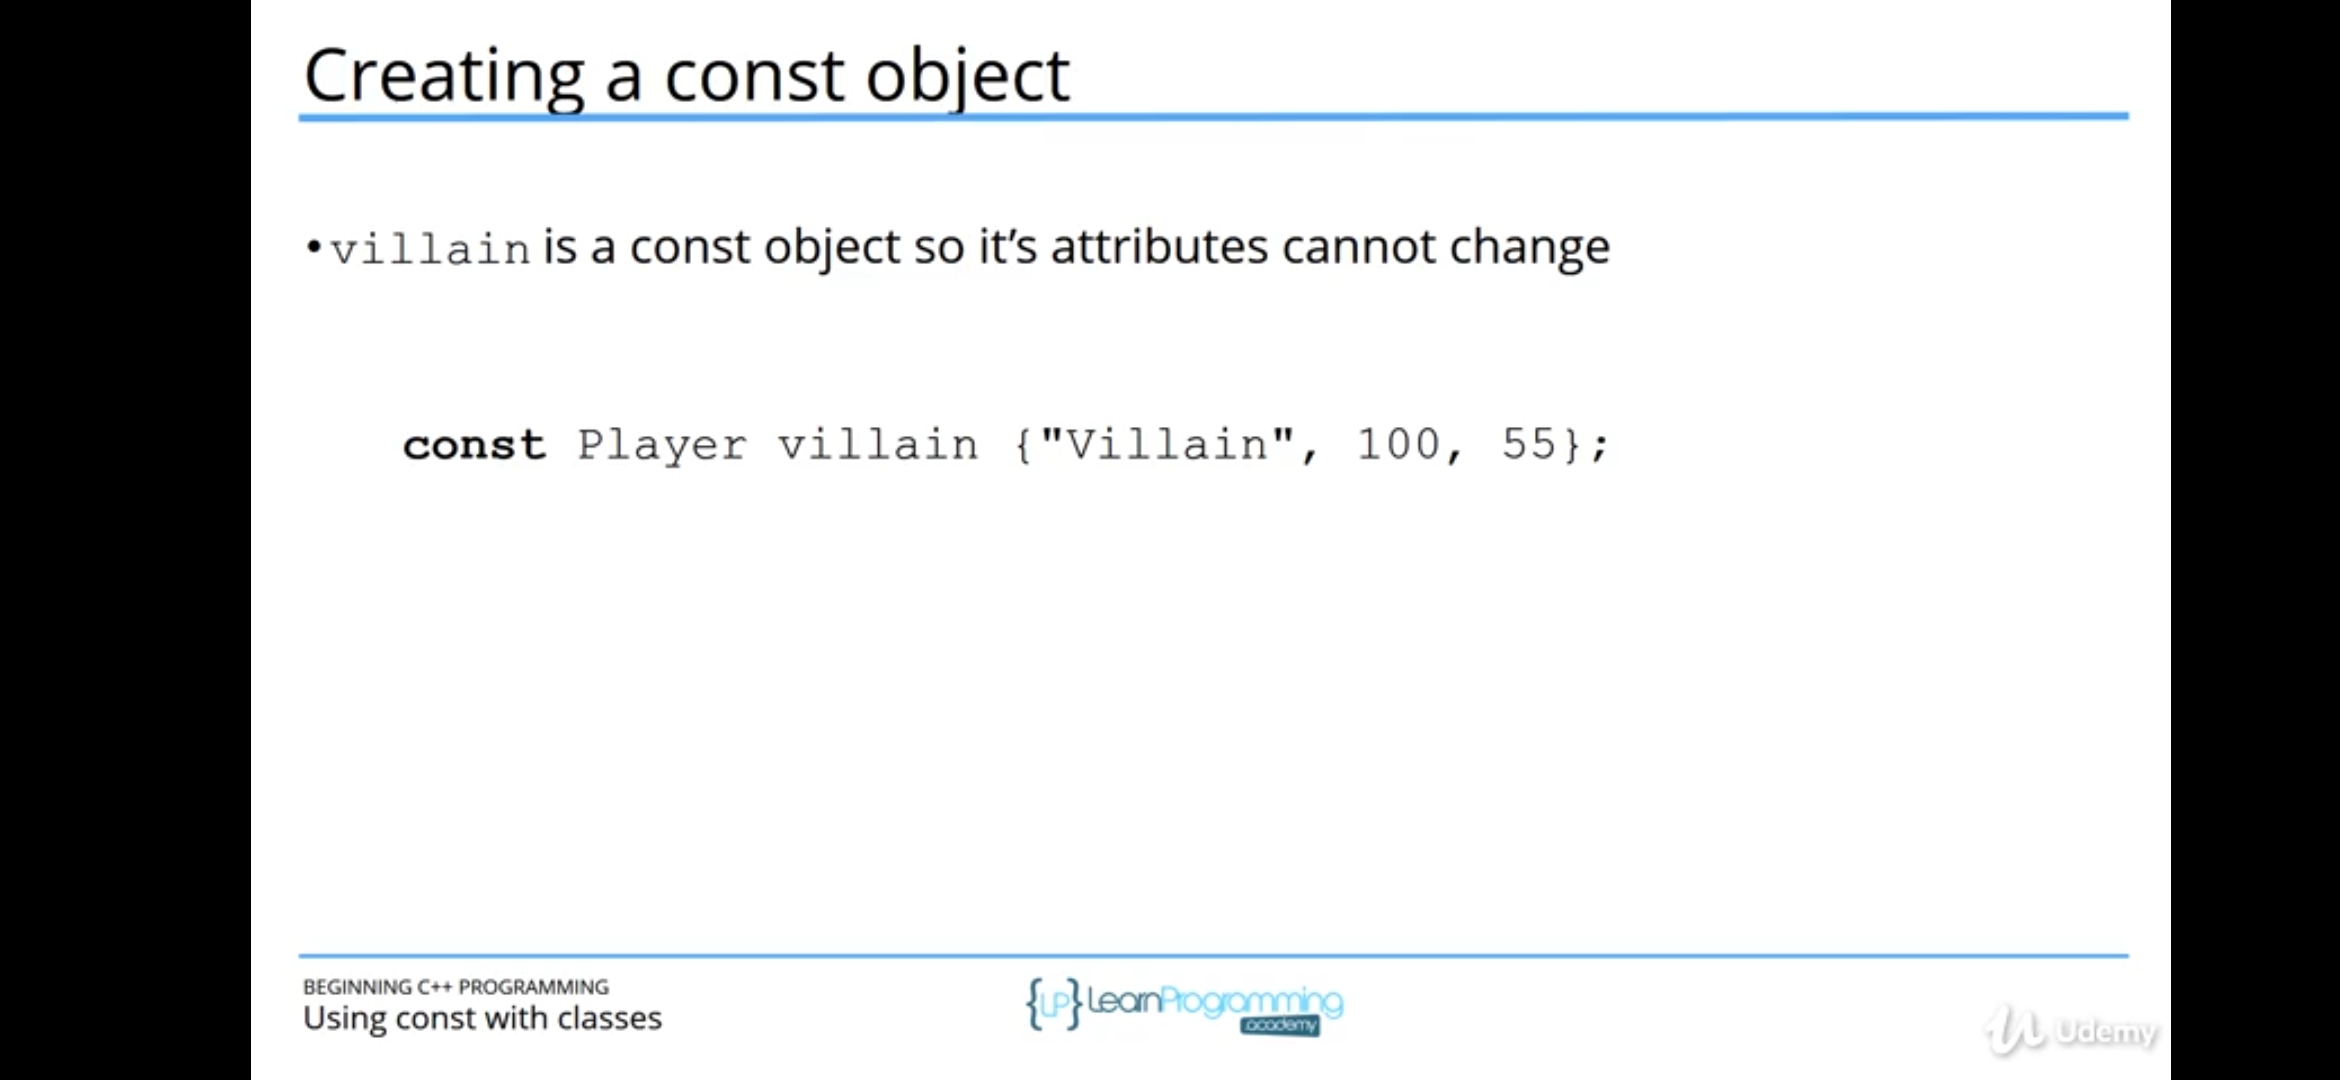 Creating a const object
•villain is a const object so it’s attributes cannot change
const Player villain {"Villain", 100, 55};
BEGINNING C++ PROGRAMMING
Using const with classes
{LP} LearnProgramming
academy
Udemy